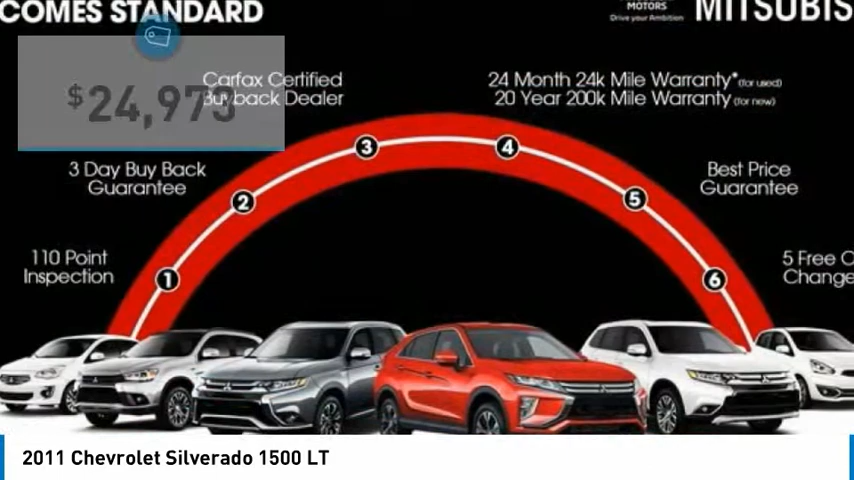 COMES STANDARD
MOTORS
Drive your Ambition
MITSUBIS
$24,973
Carfax Certified
Buyback Dealer
24 Month 24k Mile Warranty* (for used)
20 Year 200k Mile Warranty (for new)
3 Day Buy Back
Guarantee
Best Price
Guarantee
110 Point
Inspection
5 Free O
Change
1
2
3
4
5
6
2011 Chevrolet Silverado 1500 LT